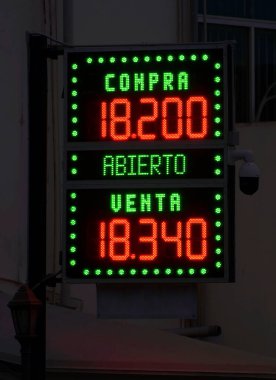 COMPRA
18.200
ABIERTO
VENTA
18.340